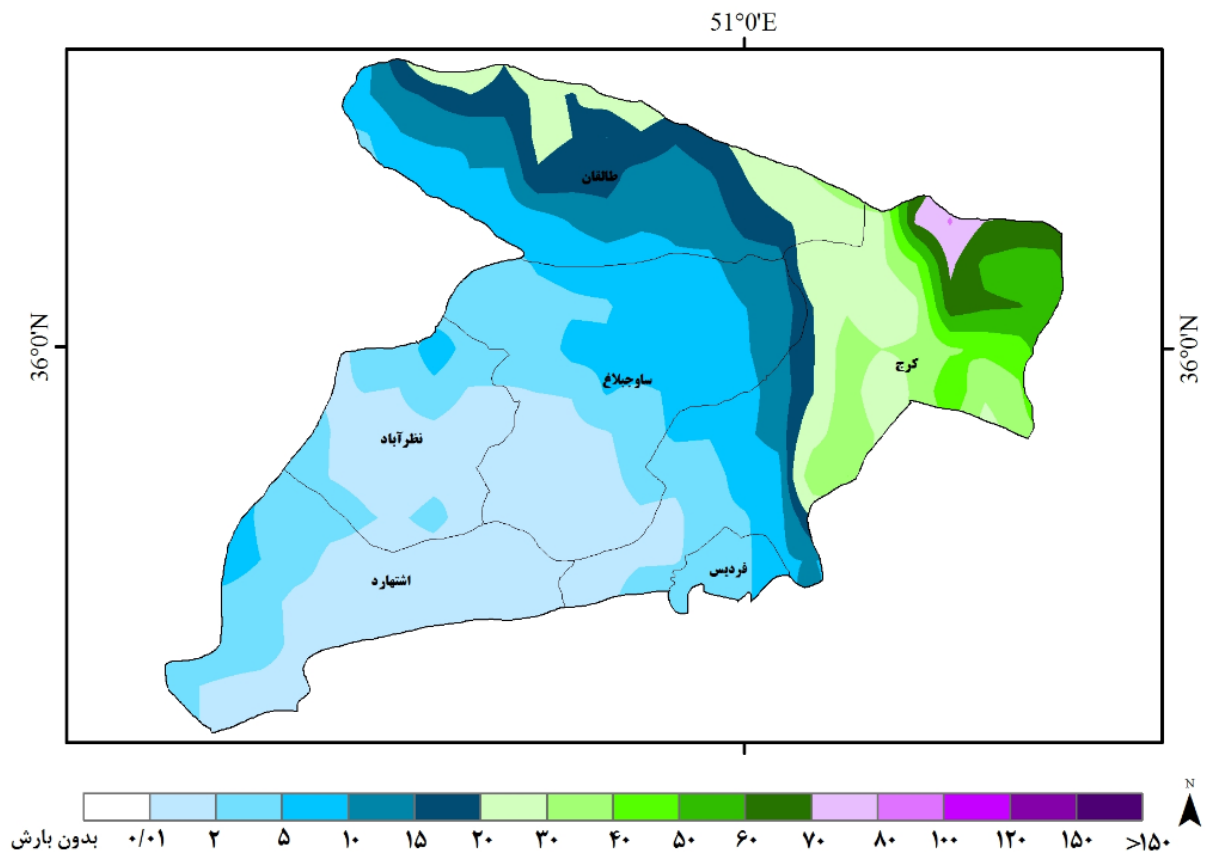 51°0'E
36°0'N
36°0'N
طالقان
کرج
ساوجبلاغ
نظرآباد
فردیس
اشتهارد
N
بدون بارش ۰/۰۱ ۲ ۵ ۱۰ ۱۵ ۲۰ ۳۰ ۴۰ ۵۰ ۶۰ ۷۰ ۸۰ ۱۰۰ ۱۲۰ ۱۵۰ >۱۵۰